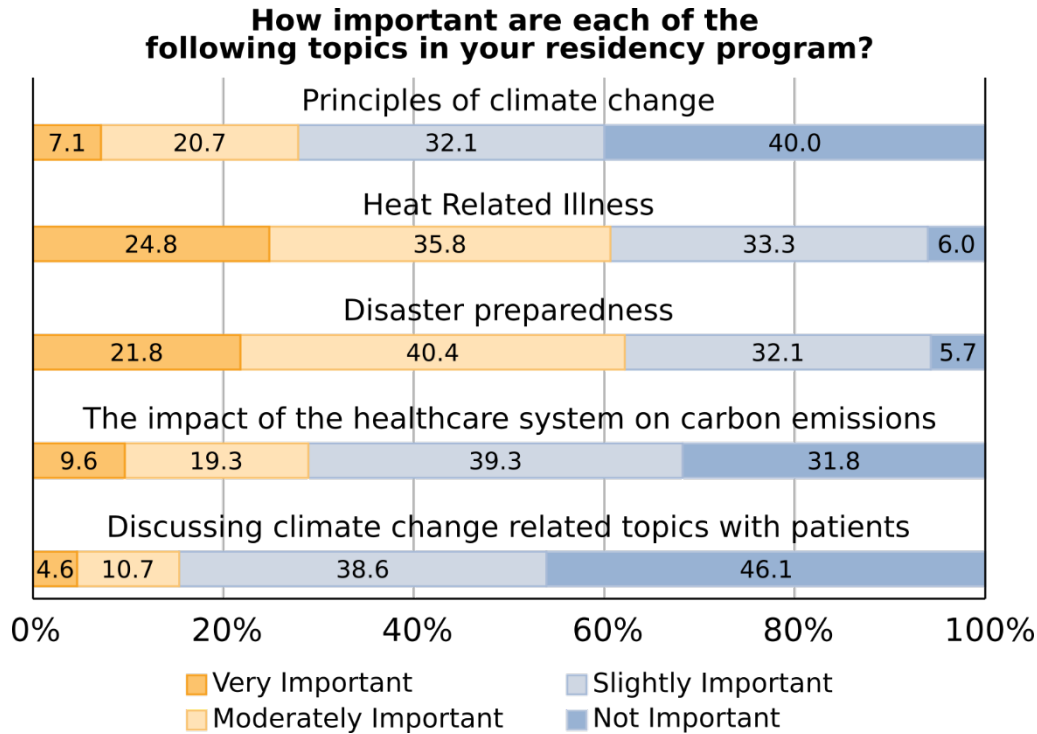 How important are each of the
following topics in your residency program?
Principles of climate change
7.1 20.7 32.1 40.0
Heat Related Illness
24.8 35.8 33.3 6.0
Disaster preparedness
21.8 40.4 32.1 5.7
The impact of the healthcare system on carbon emissions
9.6 19.3 39.3 31.8
Discussing climate change related topics with patients
4.6 10.7 38.6 46.1
0% 20% 40% 60% 80% 100%
Very Important Slightly Important
Moderately Important Not Important